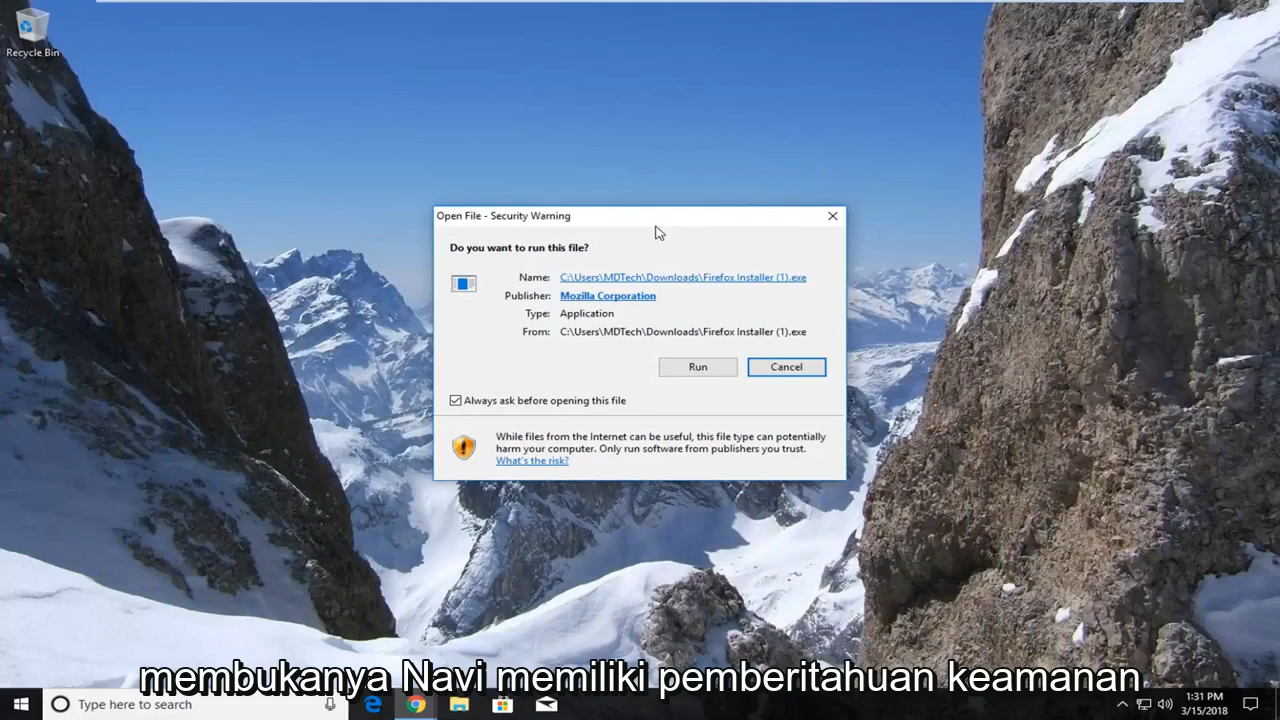 Recycle Bin
Open File - Security Warning
Do you want to run this file?
Name: C:\Users\MDTech\Downloads\Firefox Installer (1).exe
Publisher: Mozilla Corporation
Type: Application
From: C:\Users\MDTech\Downloads\Firefox Installer (1).exe
Run Cancel
Always ask before opening this file
While files from the Internet can be useful, this file type can potentially
harm your computer. Only run software from publishers you trust.
What's the risk?
membukanya Navi memiliki pemberitahuan keamanan
Type here to search
1:31 PM
3/15/2018